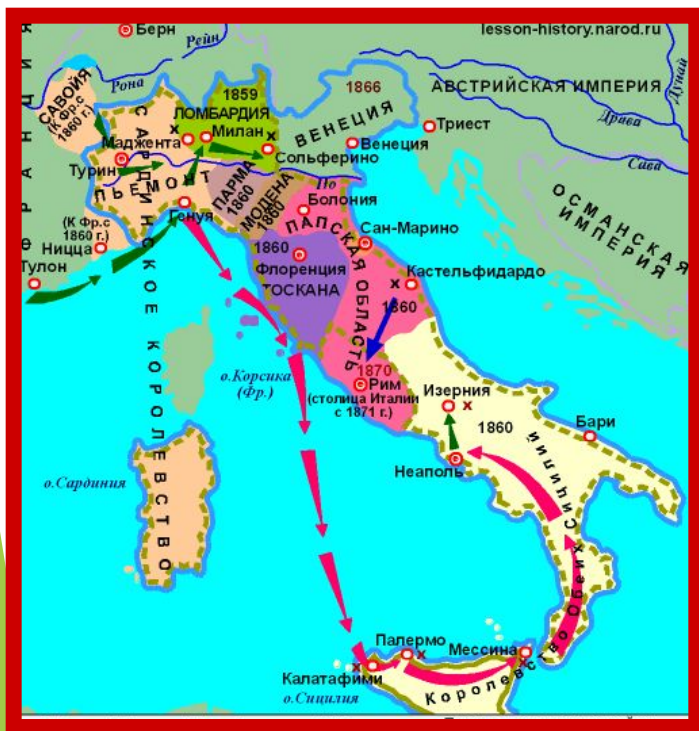 Берн
Рейн
lesson-history.narod.ru
ФРАНЦИЯ
Рона
1859
1866
АВСТРИЙСКАЯ ИМПЕРИЯ
Дунай
САВОЙЯ
(К Фр.с
1860 г.)
ЛОМБАРДИЯ
Милан
Маджента
ВЕНЕЦИЯ
Венеция
Триест
Драва
Сава
Сольферино
Турин
ПЬЕМОНТ
САРДИНСКОЕ КОРОЛЕВСТВО
ПАРМА
1860
МОДЕНА
1860
По
Болония
ОСМАНСКАЯ
ИМПЕРИЯ
Генуя
(К Фр.с
1860 г.)
Ницца
Тулон
1860
Флоренция
ТОСКАНА
ПАПСКАЯ ОБЛАСТЬ
Сан-Марино
Кастельфидардо
1860
о.Корсика
(Фр.)
1870
Рим
(столица Италии
с 1871 г.)
Изерния
1860
Бари
Неаполь
о.Сардиния
Королевство Обеих Сицилий
Палермо
Мессина
Калатафими
о.Сицилия